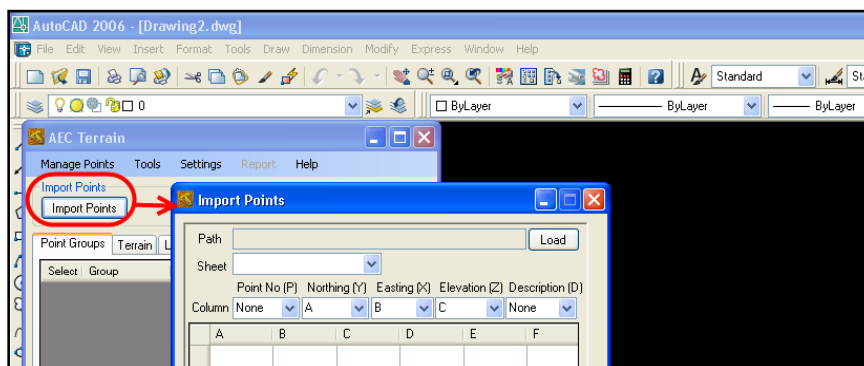 AutoCAD 2006 - [Drawing2.dwg]
File Edit View Insert Format Tools Draw Dimension Modify Express Window Help
Standard
0 ByLayer ByLayer ByLayer
AEC Terrain
Manage Points Tools Settings Report Help
Import Points
Import Points
Point Groups Terrain
Select Group
Import Points
Path Load
Sheet
Point No (P) Northing (Y) Easting (X) Elevation (Z) Description (D)
Column None A B C None
A B C D E F